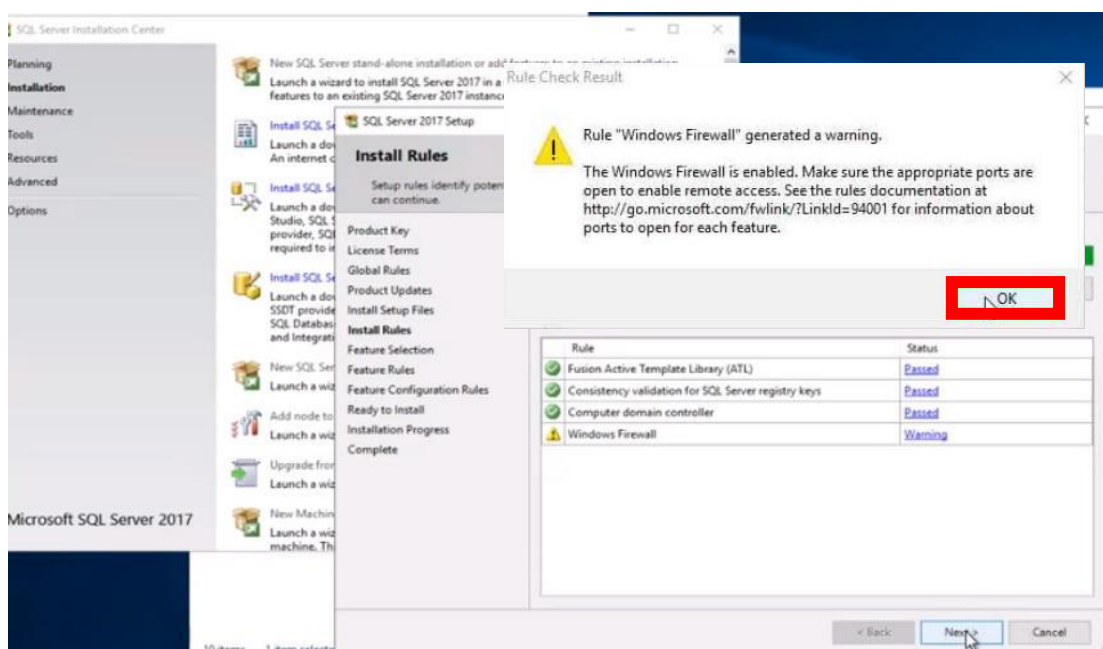 SQL Server Installation Center
Planning
Installation
Maintenance
Tools
Resources
Advanced
Options
Microsoft SQL Server 2017
New SQL Server stand-alone installation or add features to an existing installation
Launch a wizard to install SQL Server 2017 in a
features to an existing SQL Server 2017 instance
Install SQL Se
Launch a dow
An internet c
Install SQL Se
Launch a dow
Studio, SQL S
provider, SQL
required to in
Install SQL Se
Launch a dow
SSDT provide
SQL Databas
and Integrati
New SQL Ser
Launch a wiz
Add node to
Launch a wiz
Upgrade from
Launch a wiz
New Machin
Launch a wiz
machine. Th
SQL Server 2017 Setup
Install Rules
Setup rules identify poten
can continue.
Product Key
License Terms
Global Rules
Product Updates
Install Setup Files
Install Rules
Feature Selection
Feature Rules
Feature Configuration Rules
Ready to Install
Installation Progress
Complete
Rule Check Result
Rule "Windows Firewall" generated a warning.
The Windows Firewall is enabled. Make sure the appropriate ports are
open to enable remote access. See the rules documentation at
http://go.microsoft.com/fwlink/?LinkId=94001 for information about
ports to open for each feature.
OK
Rule Status
Fusion Active Template Library (ATL) Passed
Consistency validation for SQL Server registry keys Passed
Computer domain controller Passed
Windows Firewall Warning
< Back Next > Cancel